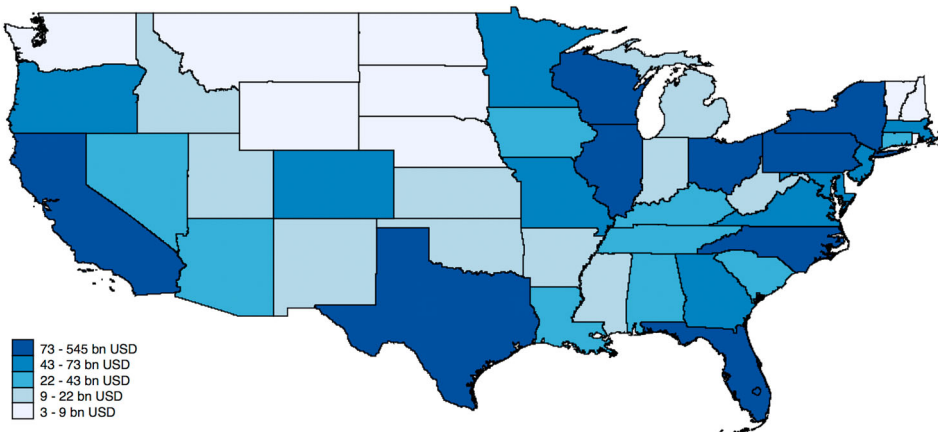 73 - 545 bn USD
43 - 73 bn USD
22 - 43 bn USD
9 - 22 bn USD
3 - 9 bn USD